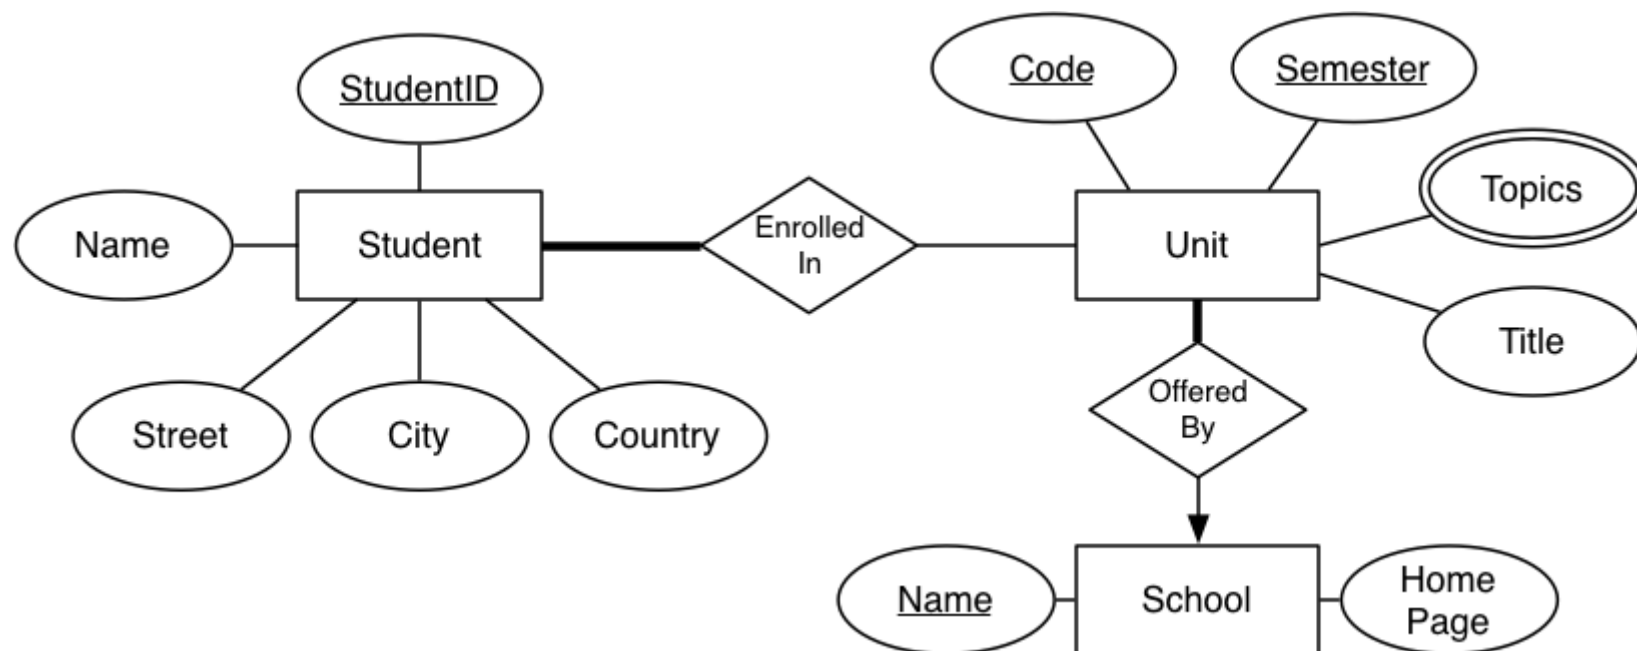 Code
Semester
StudentID
Topics
Name
Student
Enrolled
In
Unit
Title
Offered
By
Street
City
Country
Name
School
Home
Page